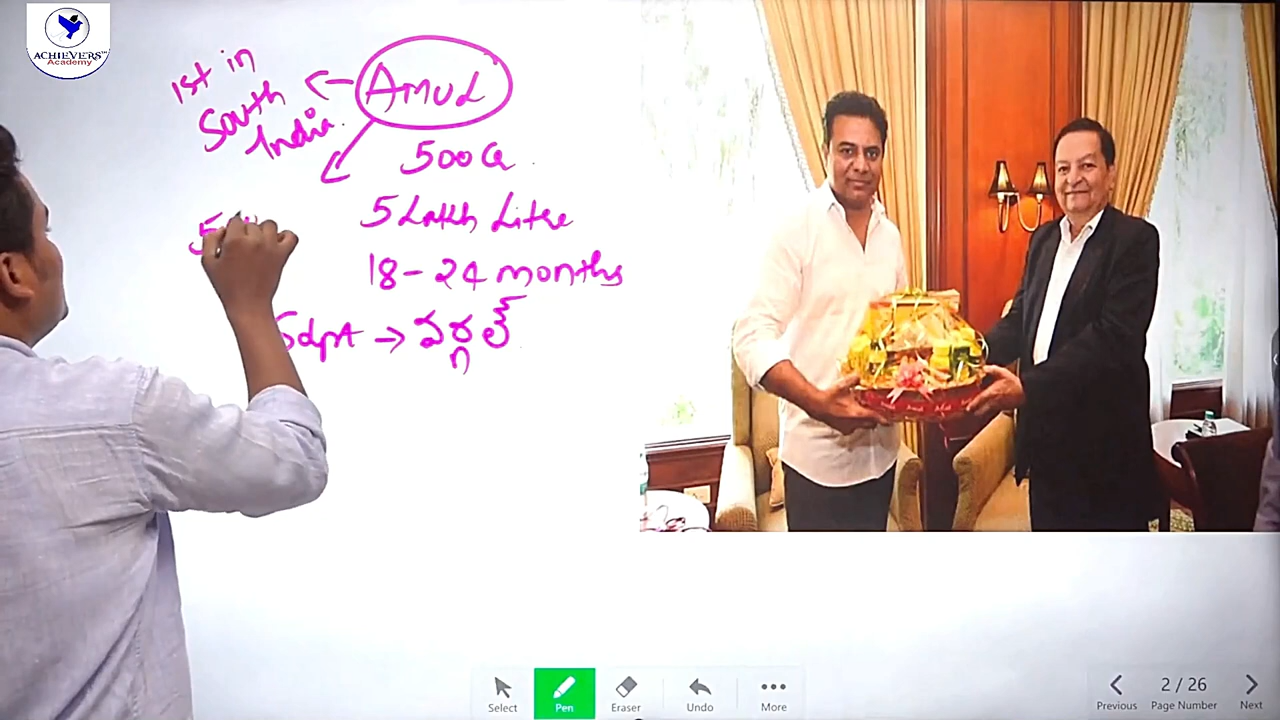 ACHIEVERS™
Academy
1st in
South
India.
AMUL
500 Cr
5 Lakh Litre
18 - 24 months
Sdpt → వర్గల్
Select
Pen
Eraser
Undo
More
Previous
2 / 26
Page Number
Next